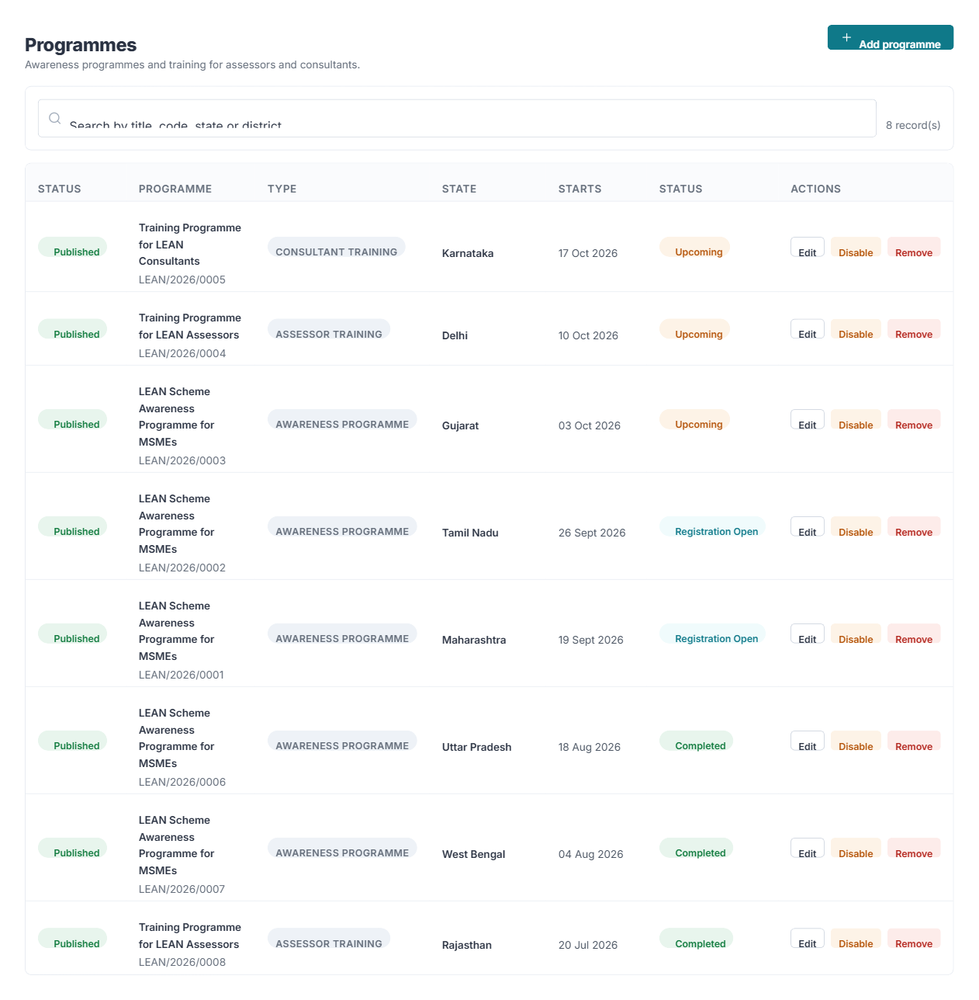 Programmes
Add programme
Awareness programmes and training for assessors and consultants.
Search by title, code, state or district
8 record(s)
STATUS PROGRAMME TYPE STATE STARTS STATUS ACTIONS
Training Programme
for LEAN
Published CONSULTANT TRAINING Karnataka 17 Oct 2026 Upcoming Edit Disable Remove
Consultants
LEAN/2026/0005
Training Programme
Published for LEAN Assessors ASSESSOR TRAINING Delhi 10 Oct 2026 Upcoming Edit Disable Remove
LEAN/2026/0004
LEAN Scheme
Awareness
Published Programme for AWARENESS PROGRAMME Gujarat 03 Oct 2026 Upcoming Edit Disable Remove
MSMEs
LEAN/2026/0003
LEAN Scheme
Awareness
Published Programme for AWARENESS PROGRAMME Tamil Nadu 26 Sept 2026 Registration Open Edit Disable Remove
MSMEs
LEAN/2026/0002
LEAN Scheme
Awareness
Published Programme for AWARENESS PROGRAMME Maharashtra 19 Sept 2026 Registration Open Edit Disable Remove
MSMEs
LEAN/2026/0001
LEAN Scheme
Awareness
Published Programme for AWARENESS PROGRAMME Uttar Pradesh 18 Aug 2026 Completed Edit Disable Remove
MSMEs
LEAN/2026/0006
LEAN Scheme
Awareness
Published Programme for AWARENESS PROGRAMME West Bengal 04 Aug 2026 Completed Edit Disable Remove
MSMEs
LEAN/2026/0007
Training Programme
Published for LEAN Assessors ASSESSOR TRAINING Rajasthan 20 Jul 2026 Completed Edit Disable Remove
LEAN/2026/0008